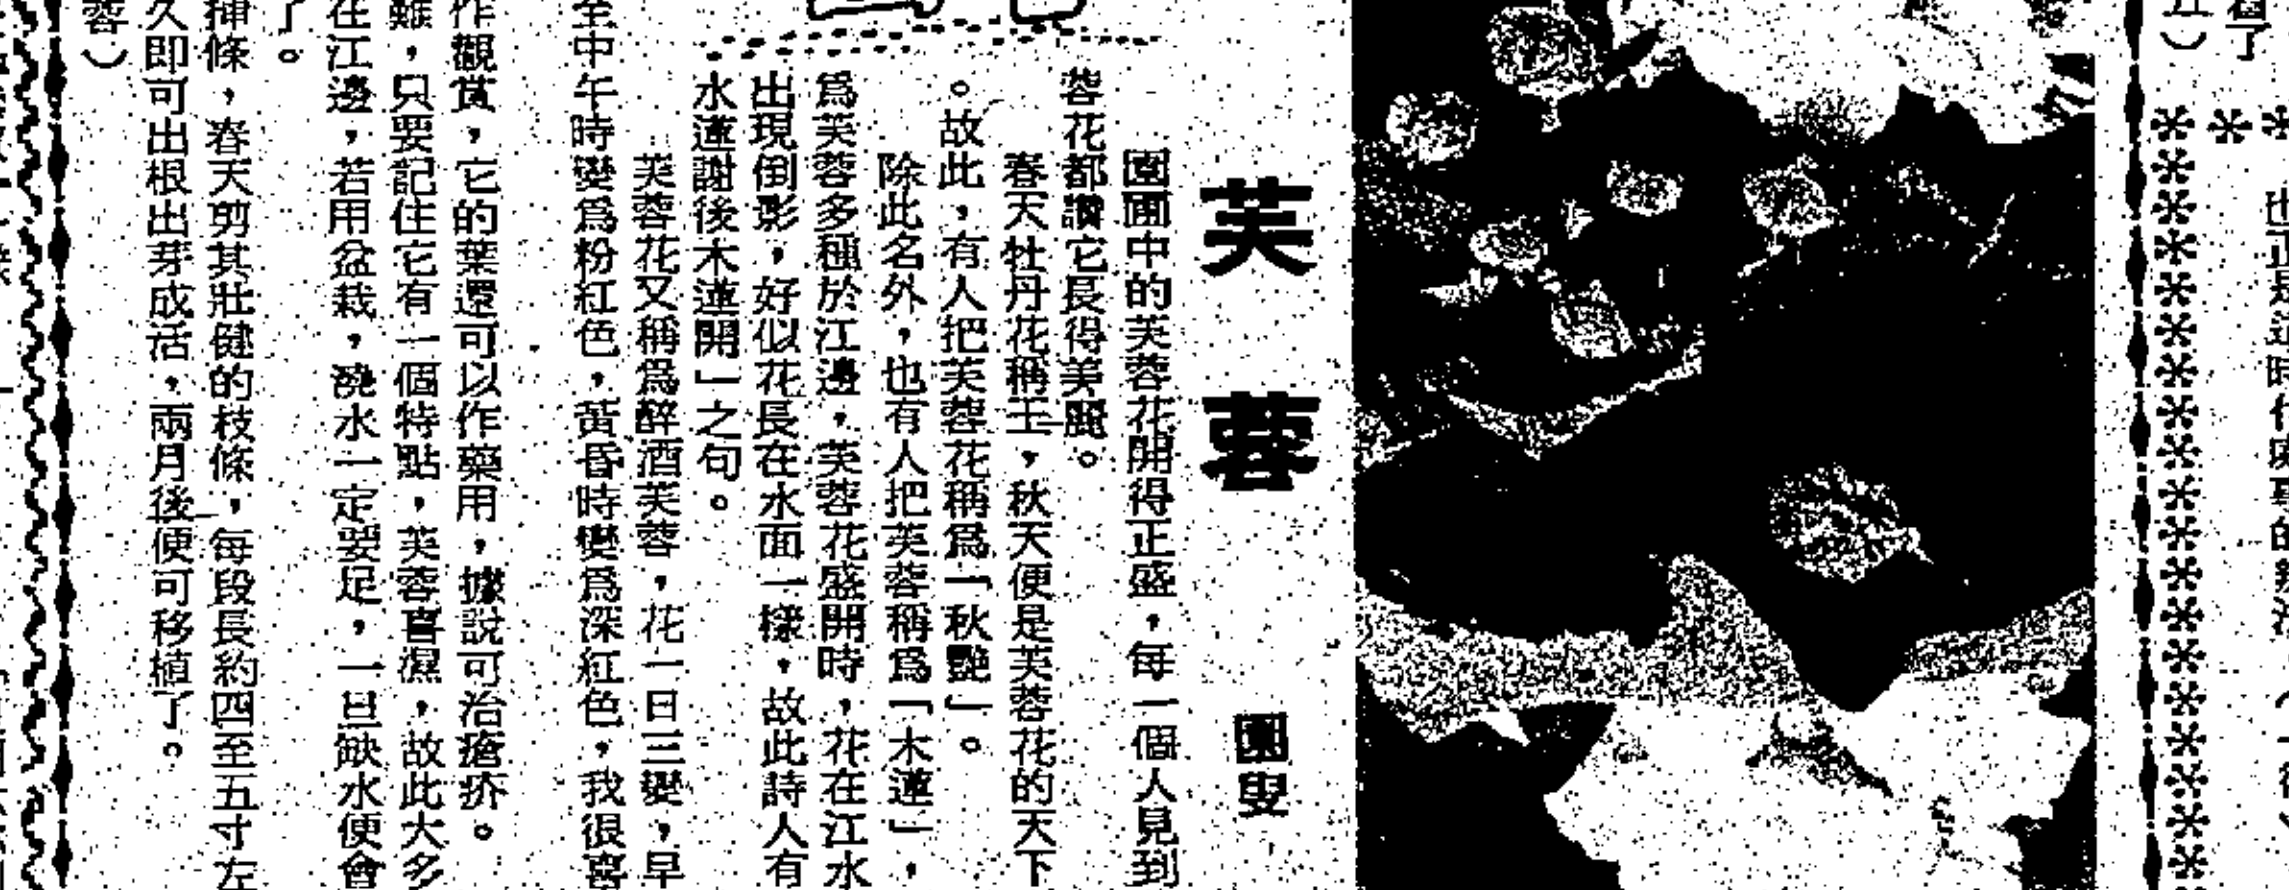 芙蓉
園叟
園圃中的芙蓉花開得正盛，每一個人見到
蓉花都讚它長得美麗。
春天牡丹花稱王，秋天便是芙蓉花的天下
。故此，有人把芙蓉花稱爲「秋艷」。
除此名外，也有人把芙蓉稱爲「木蓮」，
爲芙蓉多種於江邊，芙蓉花盛開時，花在江水
出現倒影，好似花長在水面一樣，故此詩人有
水蓮謝後木蓮開」之句。
芙蓉花又稱爲醉酒芙蓉，花一日三變，早
至中午時變爲粉紅色，黃昏時變爲深紅色，我很喜
作觀賞，它的葉還可以作藥用，據說可治瘡疥。
難，只要記住它有一個特點，芙蓉喜濕，故此大多
在江邊，若用盆栽，澆水一定要足，一旦缺水便會
了。
插條，春天剪其壯健的枝條，每段長約四至五寸左
久即可出根出芽成活，兩月後便可移植了。
蓉）